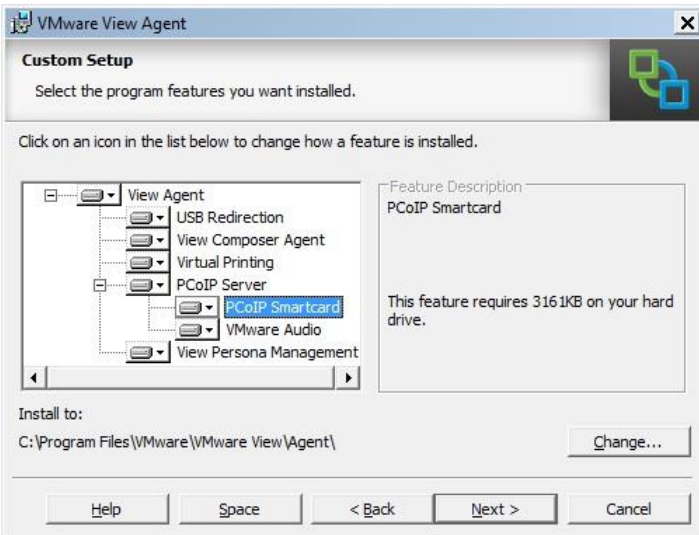 VMware View Agent
Custom Setup
Select the program features you want installed.
Click on an icon in the list below to change how a feature is installed.
View Agent
USB Redirection
View Composer Agent
Virtual Printing
PCoIP Server
PCoIP Smartcard
VMware Audio
View Persona Management
Feature Description
PCoIP Smartcard
This feature requires 3161KB on your hard
drive.
Install to:
C:\Program Files\VMware\VMware View\Agent\
Change...
Help
Space
< Back
Next >
Cancel